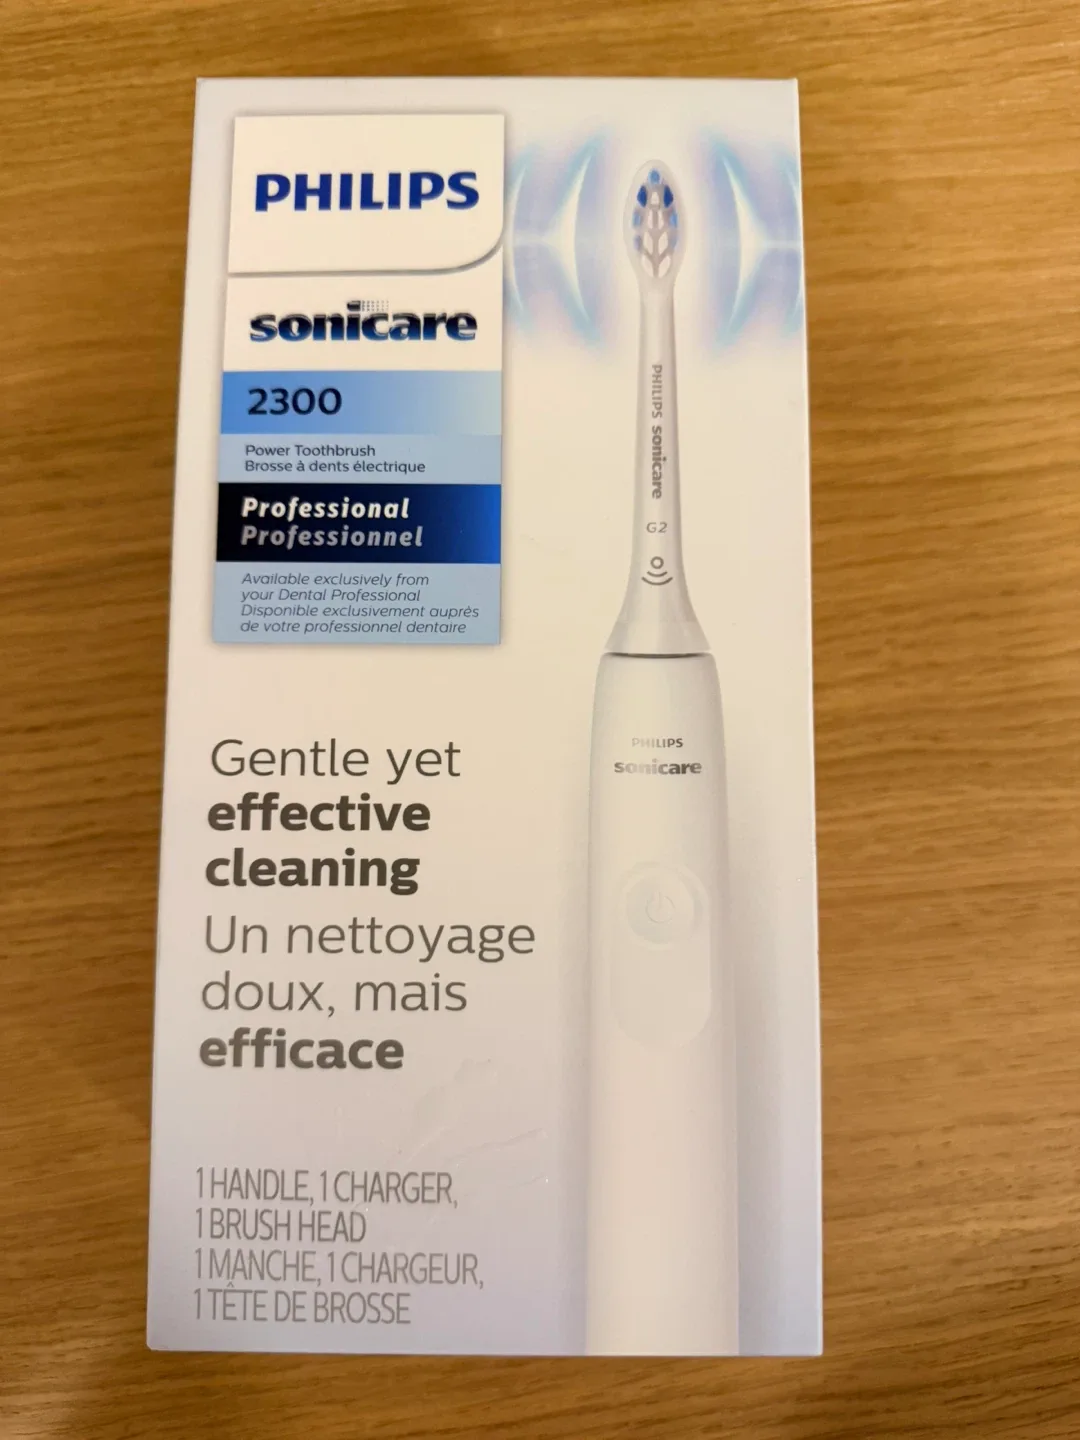 PHILIPS
sonicare
2300
Power Toothbrush
Brosse à dents électrique
Professional
Professionnel
Available exclusively from
your Dental Professional
Disponible exclusivement auprès
de votre professionnel dentaire
Gentle yet
effective
cleaning
Un nettoyage
doux, mais
efficace
1 HANDLE, 1 CHARGER,
1 BRUSH HEAD
1 MANCHE, 1 CHARGEUR,
1 TÊTE DE BROSSE
PHILIPS sonicare
G2
PHILIPS
sonicare